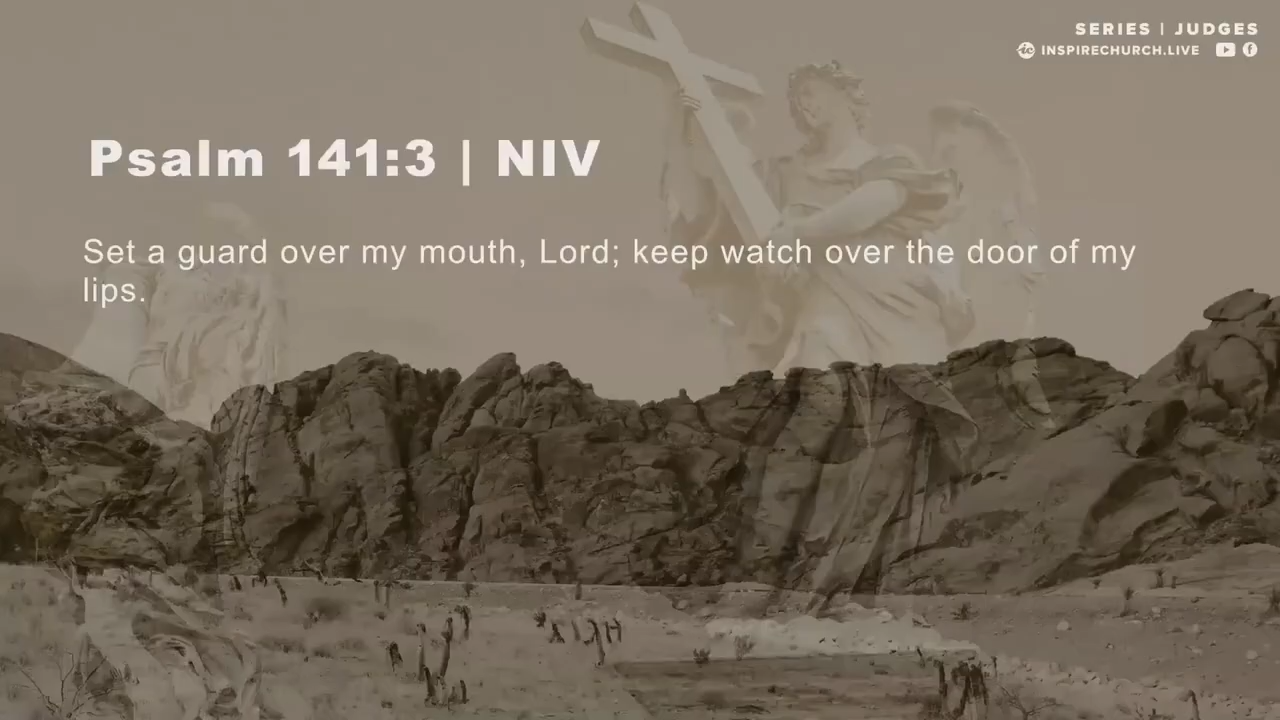 SERIES | JUDGES
ic INSPIRECHURCH.LIVE
Psalm 141:3 | NIV
Set a guard over my mouth, Lord; keep watch over the door of my
lips.